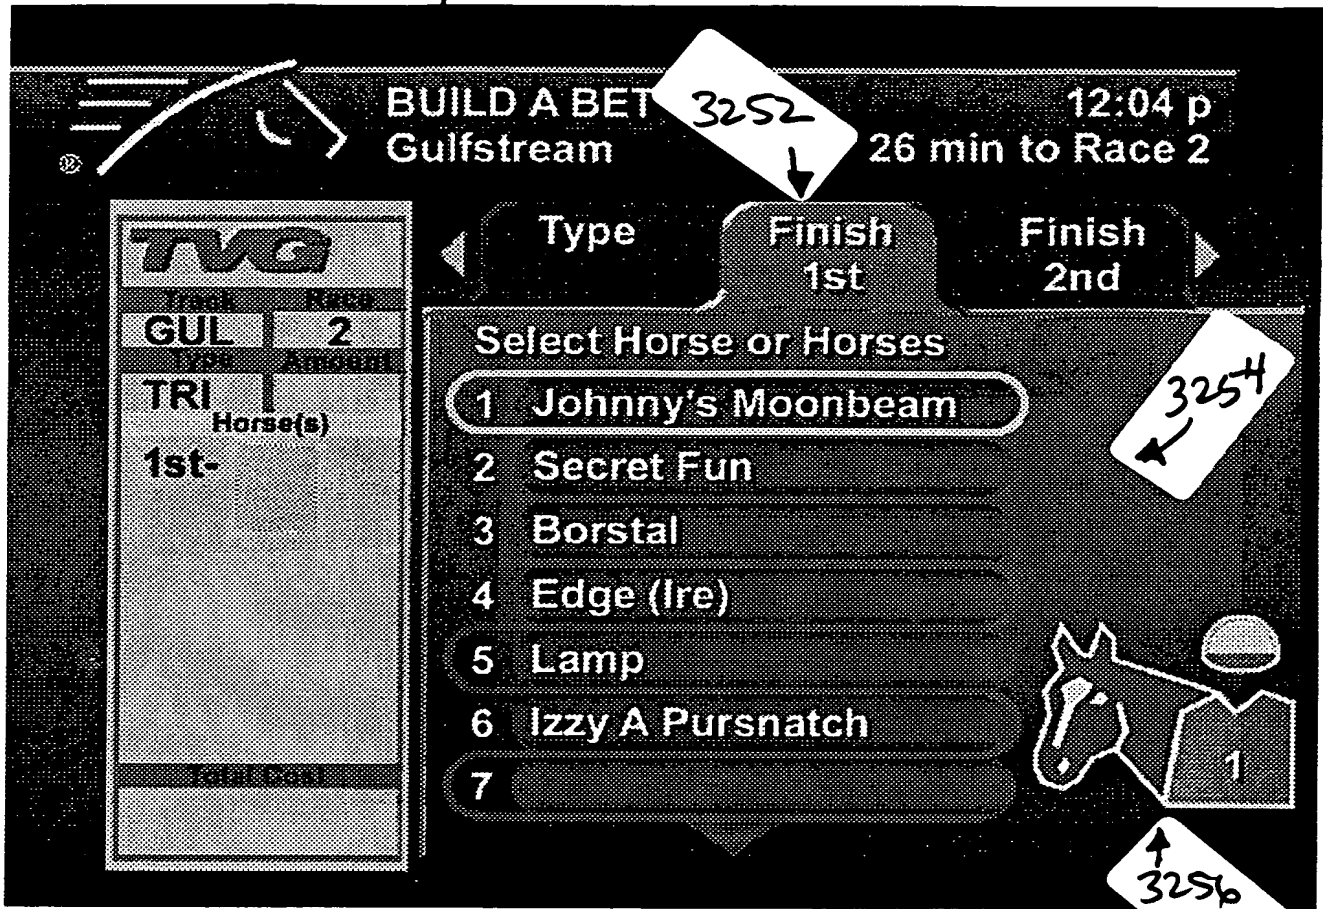 BUILD A BET
3252
12:04 p
Gulfstream
26 min to Race 2
TVG
Type
Finish 1st
Finish 2nd
Track Race
GUL 2
Type Amount
TRI
Horse(s)
1st-
Total Cost
Select Horse or Horses
1 Johnny's Moonbeam
2 Secret Fun
3 Borstal
4 Edge (Ire)
5 Lamp
6 Izzy A Pursnatch
7
3254
1
3256